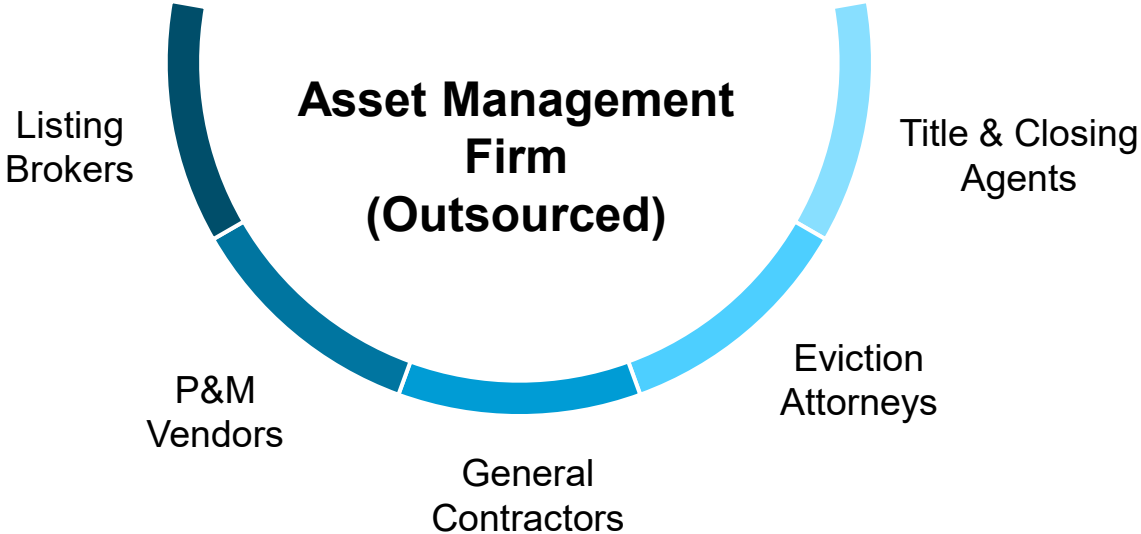 Asset Management
Firm
(Outsourced)
Listing
Brokers
P&M
Vendors
General
Contractors
Eviction
Attorneys
Title & Closing
Agents